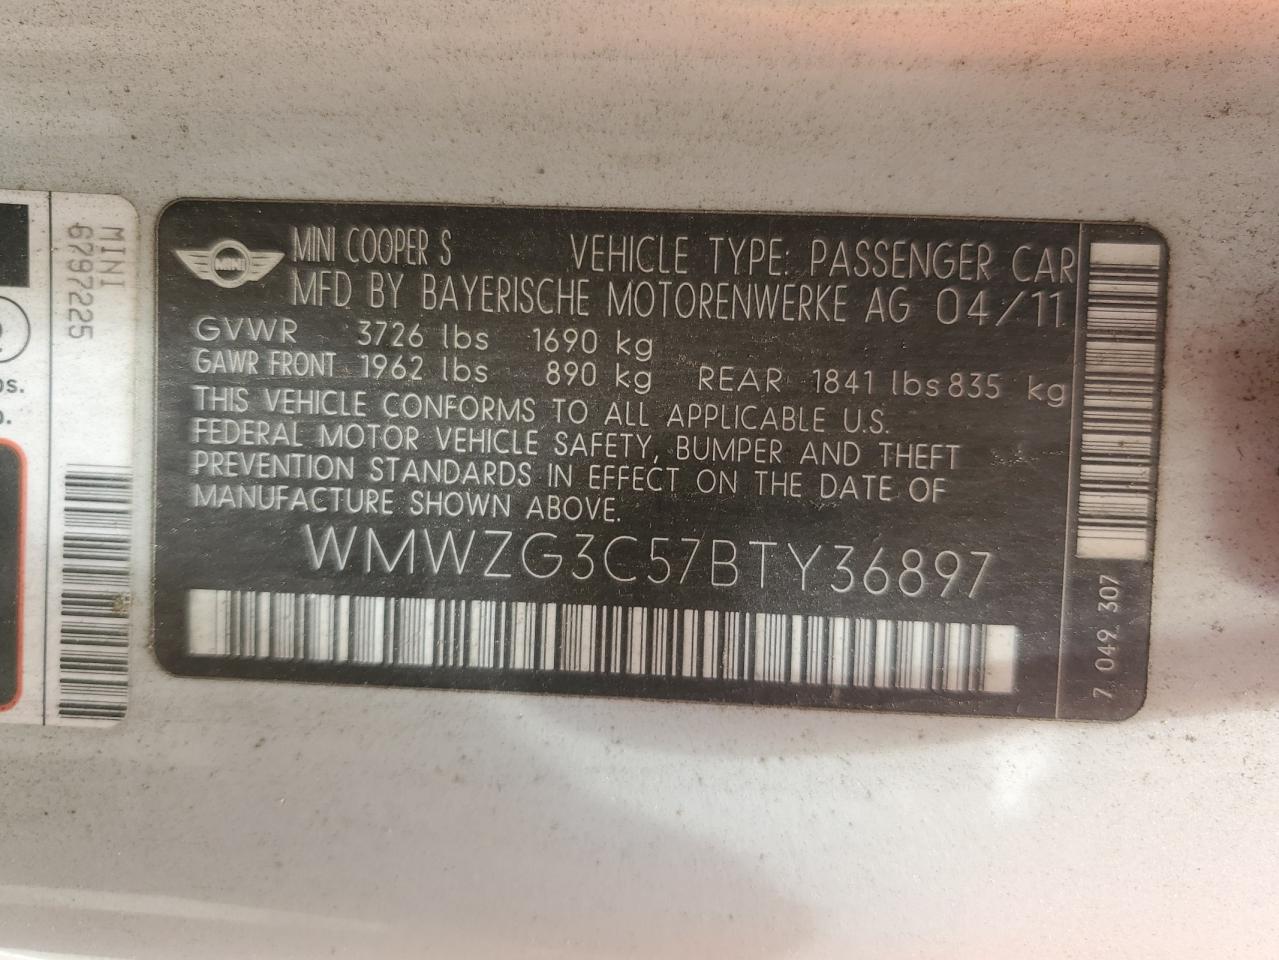 MINI
6797225
os.
o.
MINI
MINI COOPER S VEHICLE TYPE: PASSENGER CAR
MFD BY BAYERISCHE MOTORENWERKE AG 04/11
GVWR 3726 lbs 1690 kg
GAWR FRONT 1962 lbs 890 kg REAR 1841 lbs 835 kg
THIS VEHICLE CONFORMS TO ALL APPLICABLE U.S.
FEDERAL MOTOR VEHICLE SAFETY, BUMPER AND THEFT
PREVENTION STANDARDS IN EFFECT ON THE DATE OF
MANUFACTURE SHOWN ABOVE.
WMWZG3C57BTY36897
7 049 307